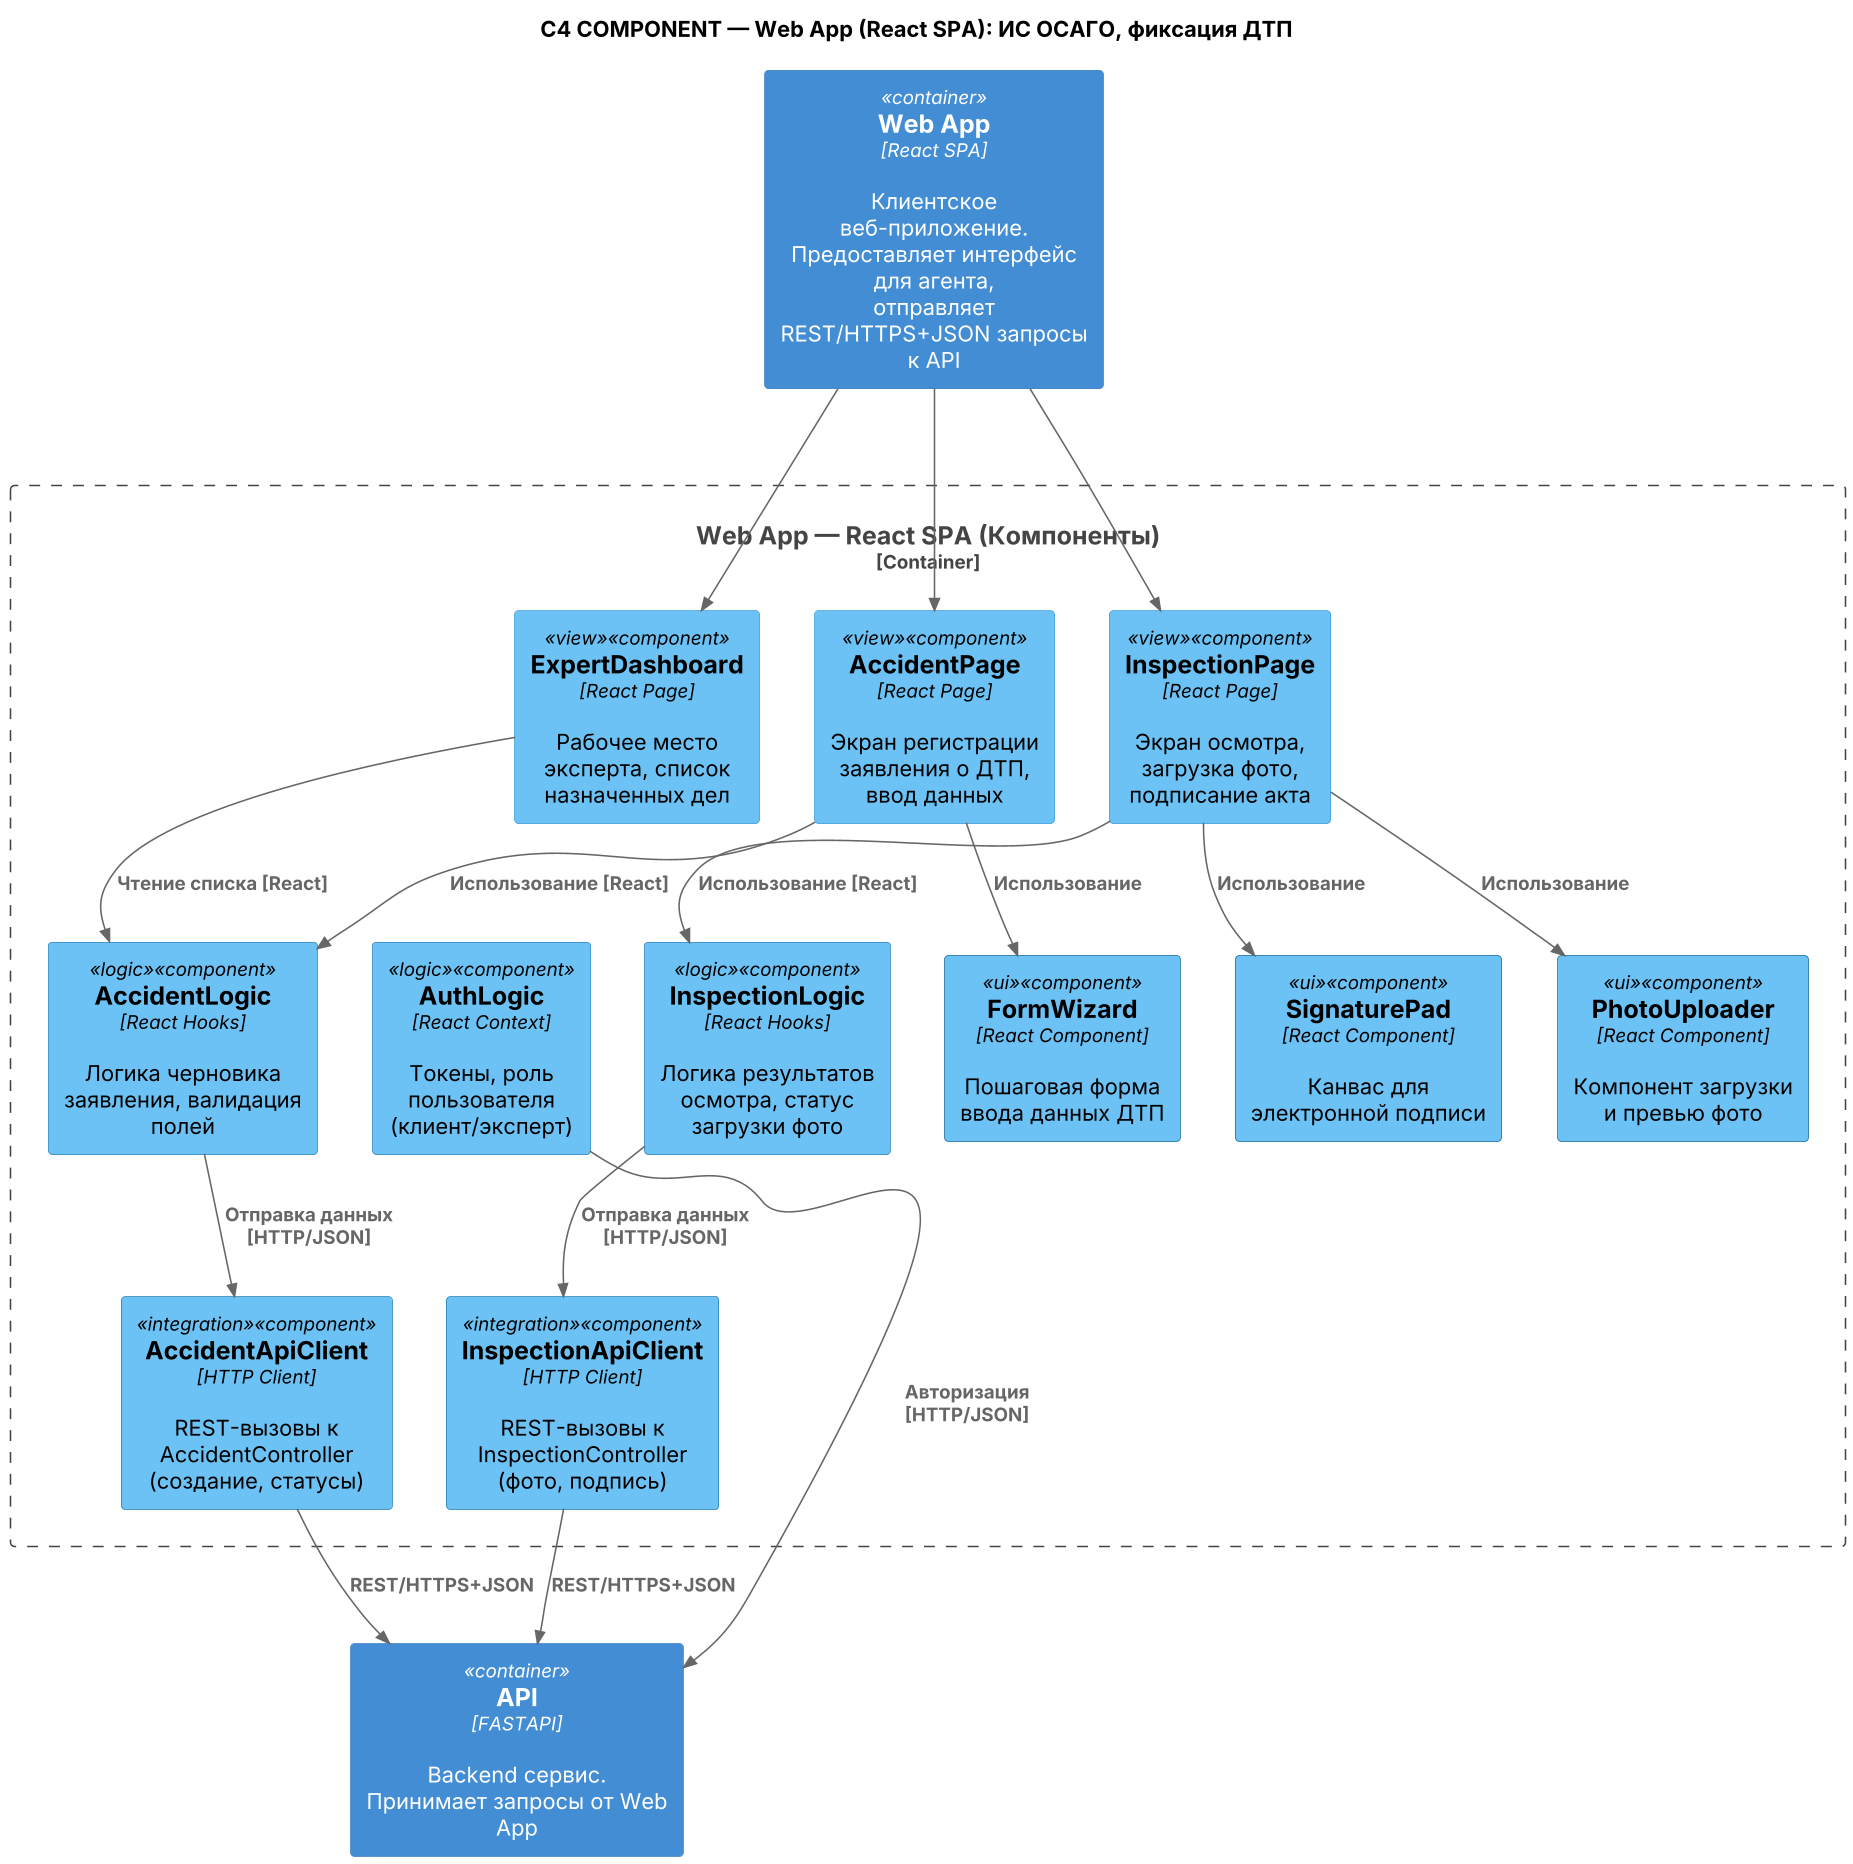 C4 COMPONENT — Web App (React SPA): ИС ОСАГО, фиксация ДТП
«container»
Web App
[React SPA]
Клиентское
веб-приложение.
Предоставляет интерфейс
для агента,
отправляет
REST/HTTPS+JSON запросы
к API
Web App — React SPA (Компоненты)
[Container]
«view»«component»
ExpertDashboard
[React Page]
Рабочее место
эксперта, список
назначенных дел
«view»«component»
AccidentPage
[React Page]
Экран регистрации
заявления о ДТП,
ввод данных
«view»«component»
InspectionPage
[React Page]
Экран осмотра,
загрузка фото,
подписание акта
Чтение списка [React]
Использование [React]
Использование [React]
Использование
Использование
Использование
«logic»«component»
AccidentLogic
[React Hooks]
Логика черновика
заявления, валидация
полей
«logic»«component»
AuthLogic
[React Context]
Токены, роль
пользователя
(клиент/эксперт)
«logic»«component»
InspectionLogic
[React Hooks]
Логика результатов
осмотра, статус
загрузки фото
«ui»«component»
FormWizard
[React Component]
Пошаговая форма
ввода данных ДТП
«ui»«component»
SignaturePad
[React Component]
Канвас для
электронной подписи
«ui»«component»
PhotoUploader
[React Component]
Компонент загрузки
и превью фото
Отправка данных
[HTTP/JSON]
Отправка данных
[HTTP/JSON]
«integration»«component»
AccidentApiClient
[HTTP Client]
REST-вызовы к
AccidentController
(создание, статусы)
«integration»«component»
InspectionApiClient
[HTTP Client]
REST-вызовы к
InspectionController
(фото, подпись)
Авторизация
[HTTP/JSON]
REST/HTTPS+JSON
REST/HTTPS+JSON
«container»
API
[FASTAPI]
Backend сервис.
Принимает запросы от Web
App